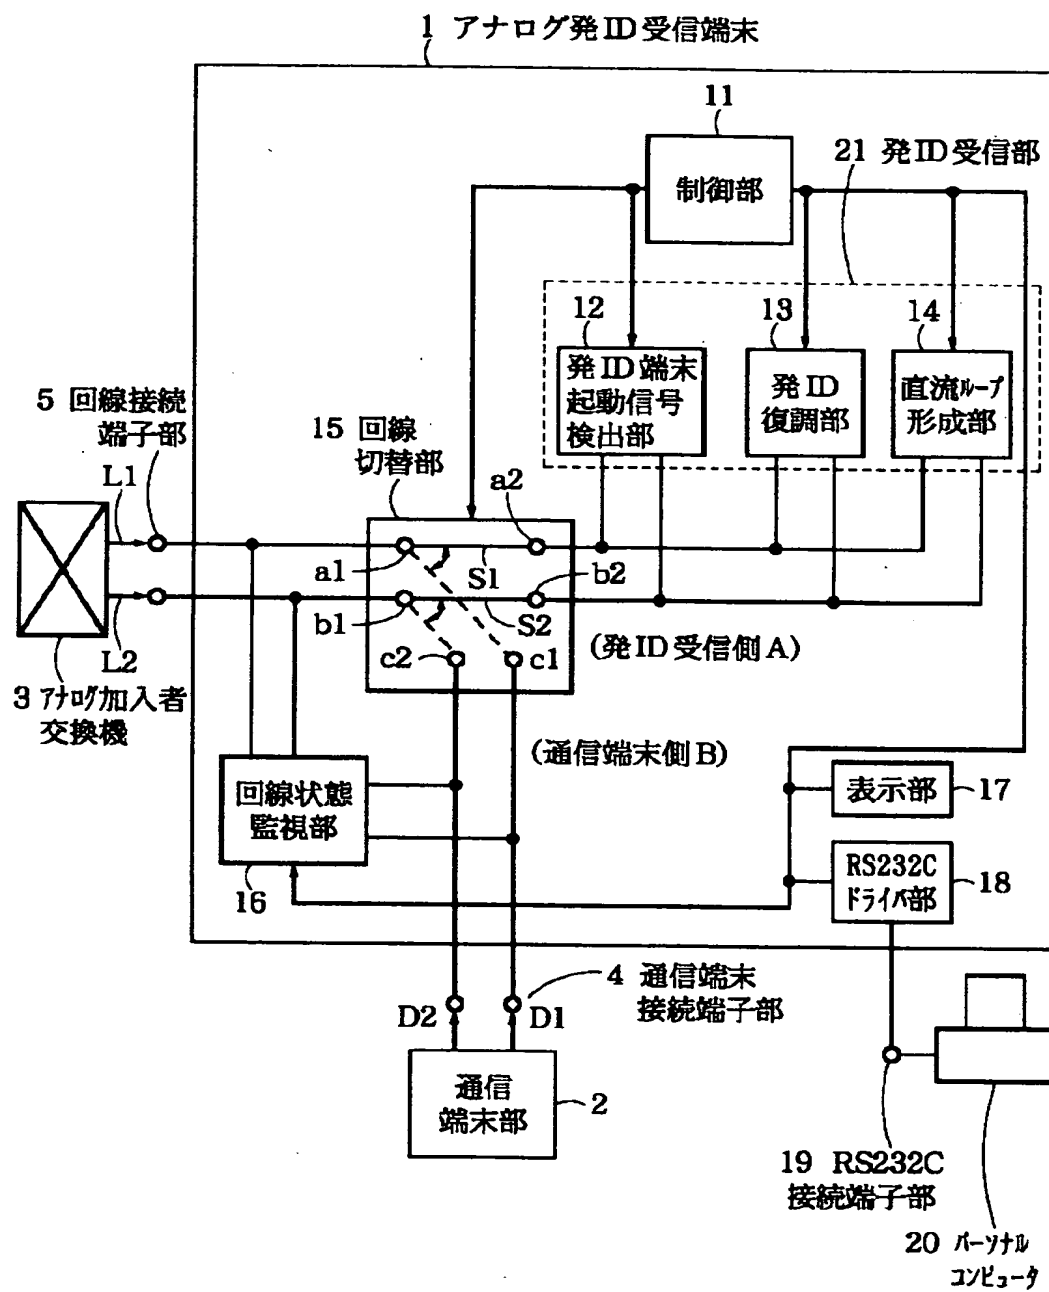 1 アナログ発ID受信端末
11
制御部
21 発ID受信部
12
発ID端末
起動信号
検出部
13
発ID
復調部
14
直流ループ
形成部
5 回線接続
端子部
L1
L2
3 アナログ加入者
交換機
15 回線
切替部
a1
a2
S1
b1
b2
S2
c2
c1
(発ID受信側A)
(通信端末側B)
回線状態
監視部
16
表示部
17
RS232C
ドライバ部
18
D2
D1
4 通信端末
接続端子部
通信
端末部
2
19 RS232C
接続端子部
20 パーソナル
コンピュータ